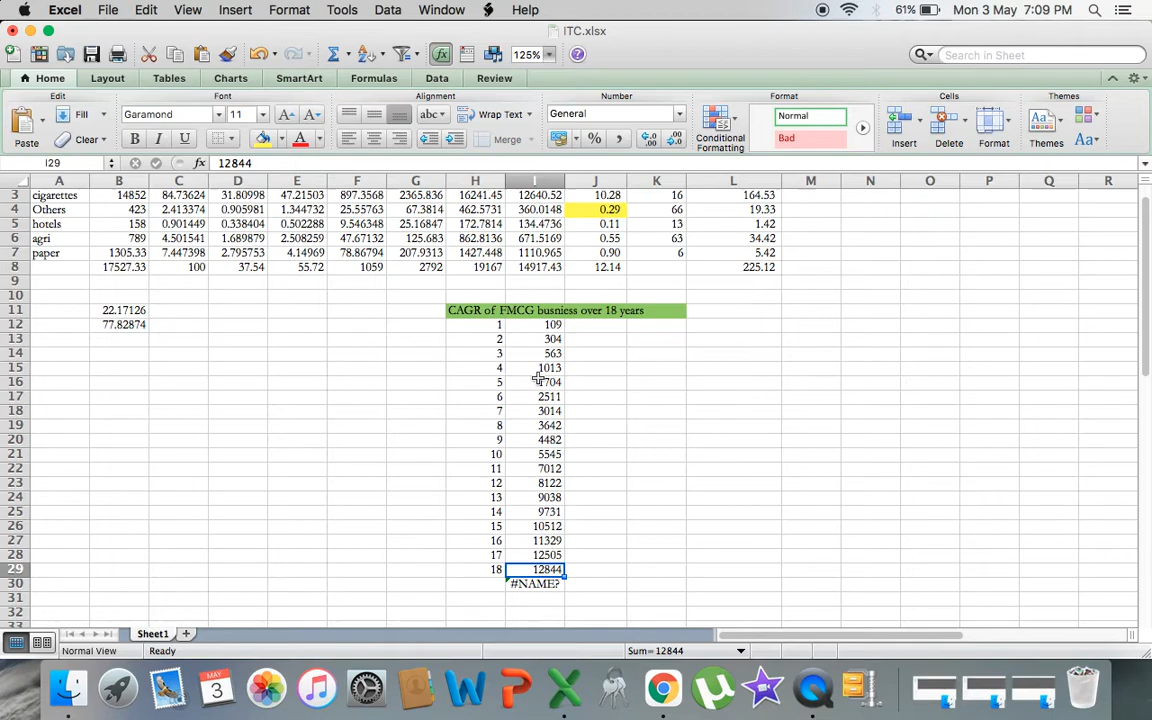 Excel File Edit View Insert Format Tools Data Window Help 61% Mon 3 May 7:09 PM
ITC.xlsx
125% Search in Sheet
Home Layout Tables Charts SmartArt Formulas Data Review
Edit Font Alignment Number Format Cells Themes
Fill Garamond 11 abc Wrap Text General Normal
Paste Clear B I U Merge % Conditional Formatting Bad Insert Delete Format Themes Aa
I29 fx 12844
A B C D E F G H I J K L M N O P Q R
3 cigarettes 14852 84.73624 31.80998 47.21503 897.3568 2365.836 16241.45 12640.52 10.28 16 164.53
4 Others 423 2.413374 0.905981 1.344732 25.55763 67.3814 462.5731 360.0148 0.29 66 19.33
5 hotels 158 0.901449 0.338404 0.502288 9.546348 25.16847 172.7814 134.4736 0.11 13 1.42
6 agri 789 4.501541 1.689879 2.508259 47.67132 125.683 862.8136 671.5169 0.55 63 34.42
7 paper 1305.33 7.447398 2.795753 4.14969 78.86794 207.9313 1427.448 1110.965 0.90 6 5.42
8 17527.33 100 37.54 55.72 1059 2792 19167 14917.43 12.14 225.12
9
10
11 22.17126 CAGR of FMCG busniess over 18 years
12 77.82874 1 109
13 2 304
14 3 563
15 4 1013
16 5 1704
17 6 2511
18 7 3014
19 8 3642
20 9 4482
21 10 5545
22 11 7012
23 12 8122
24 13 9038
25 14 9731
26 15 10512
27 16 11329
28 17 12505
29 18 12844
30 #NAME?
31
32
33
Sheet1
Normal View Ready Sum=12844
MAY 3